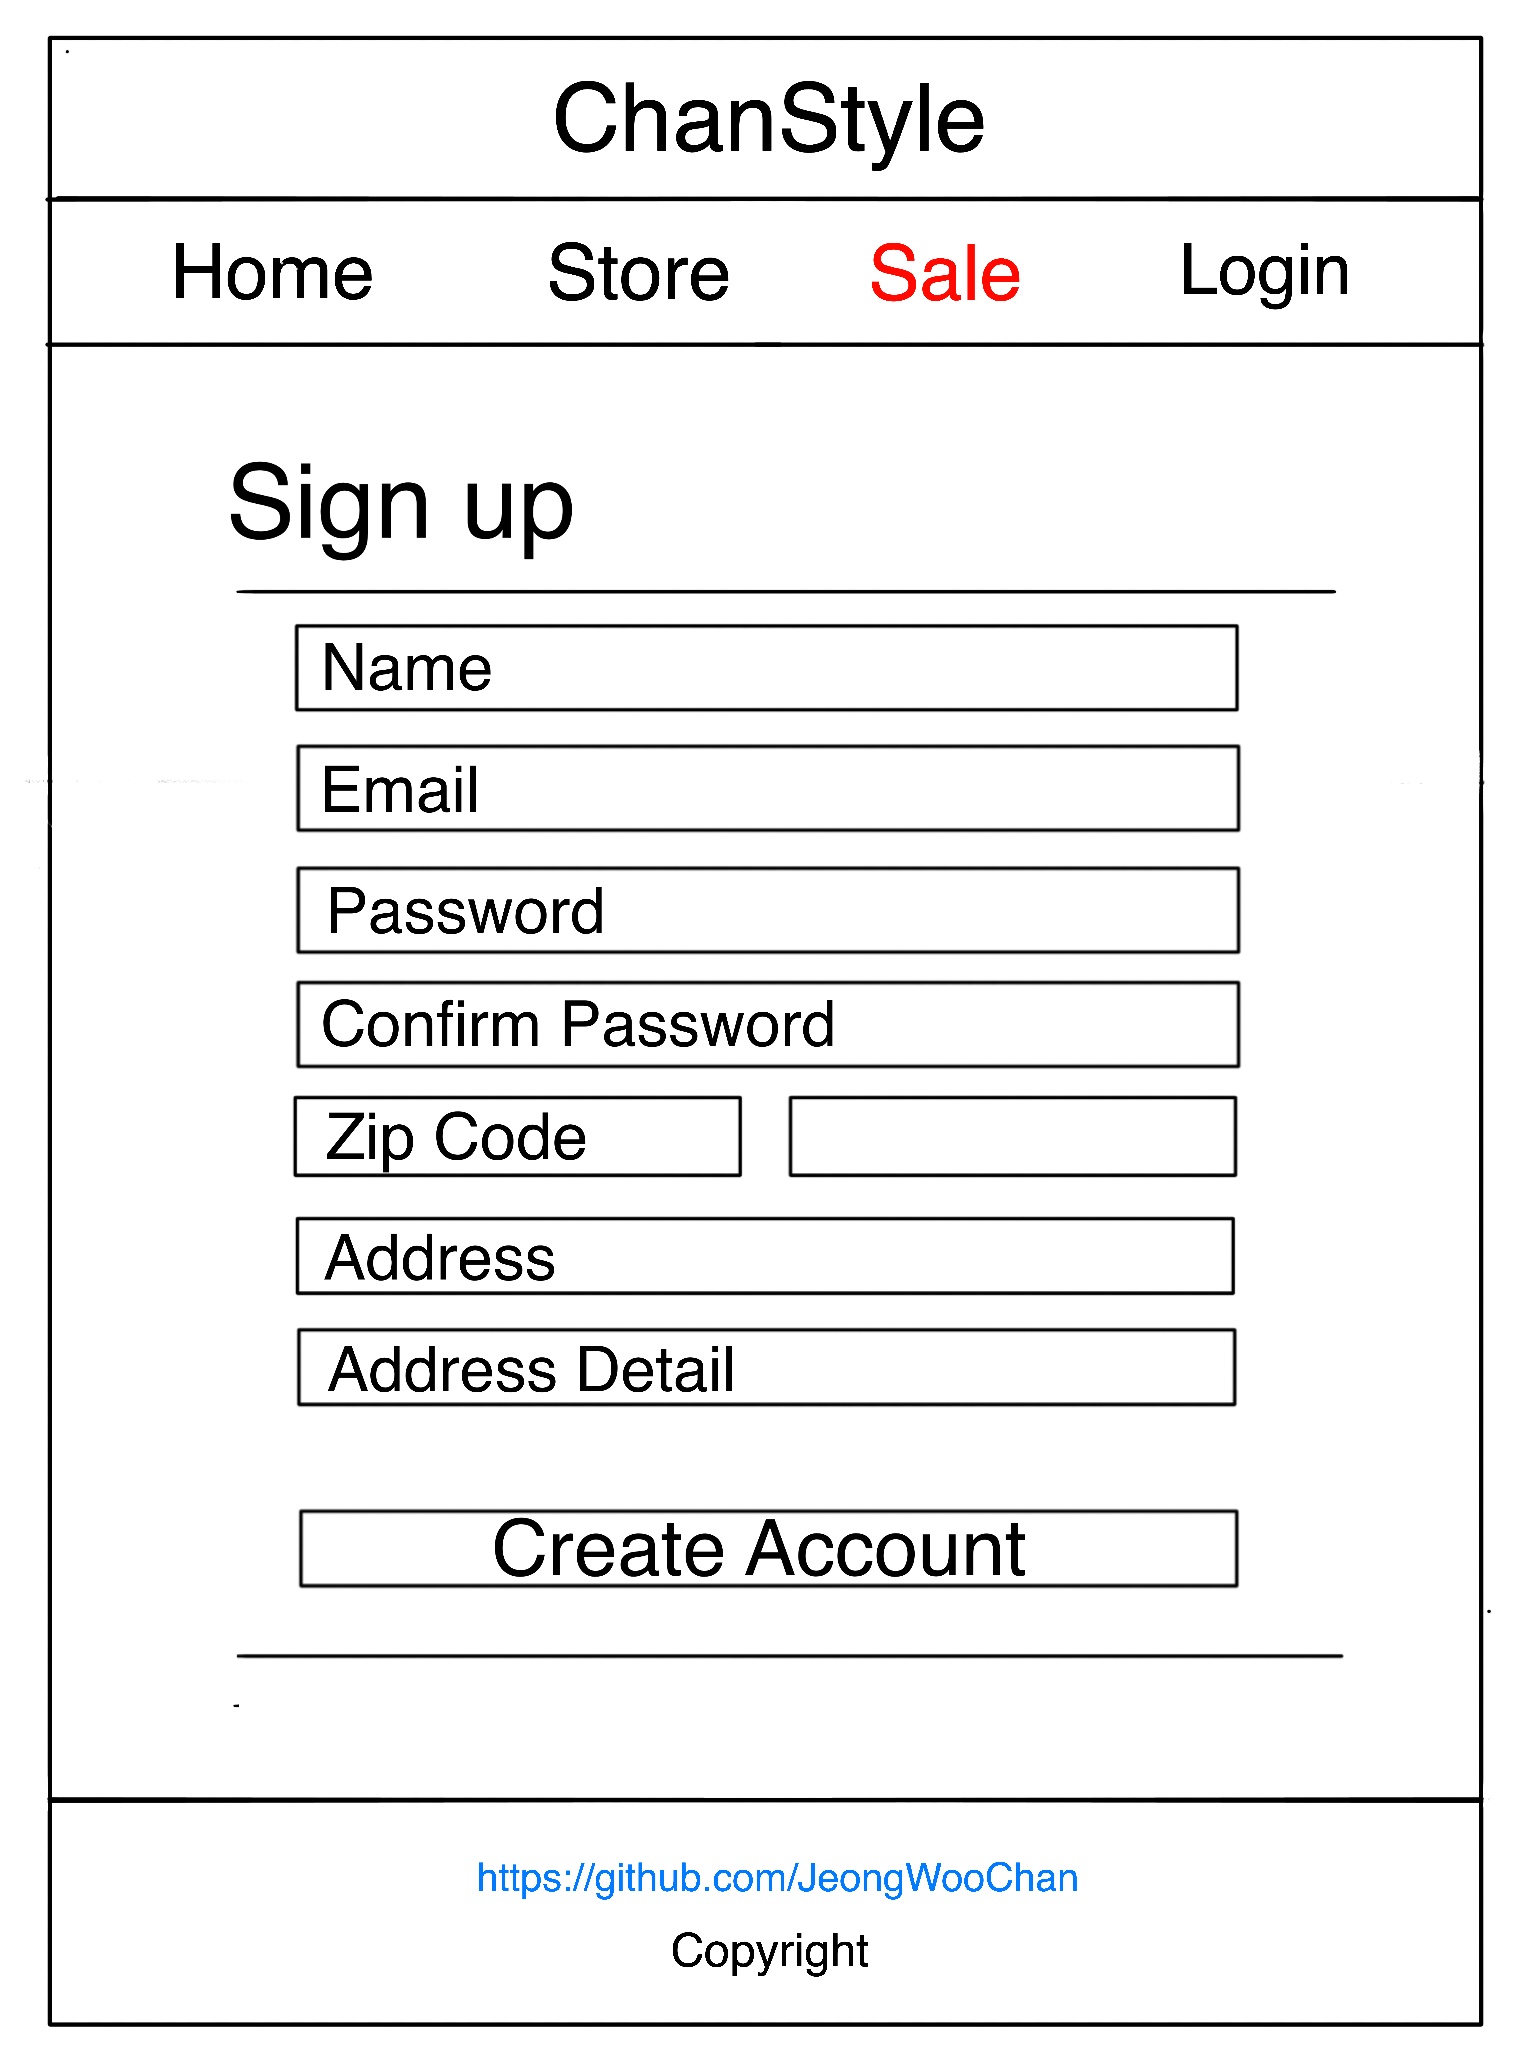 ChanStyle
Home Store Sale Login
Sign up
Name
Email
Password
Confirm Password
Zip Code
Address
Address Detail
Create Account
https://github.com/JeongWooChan
Copyright